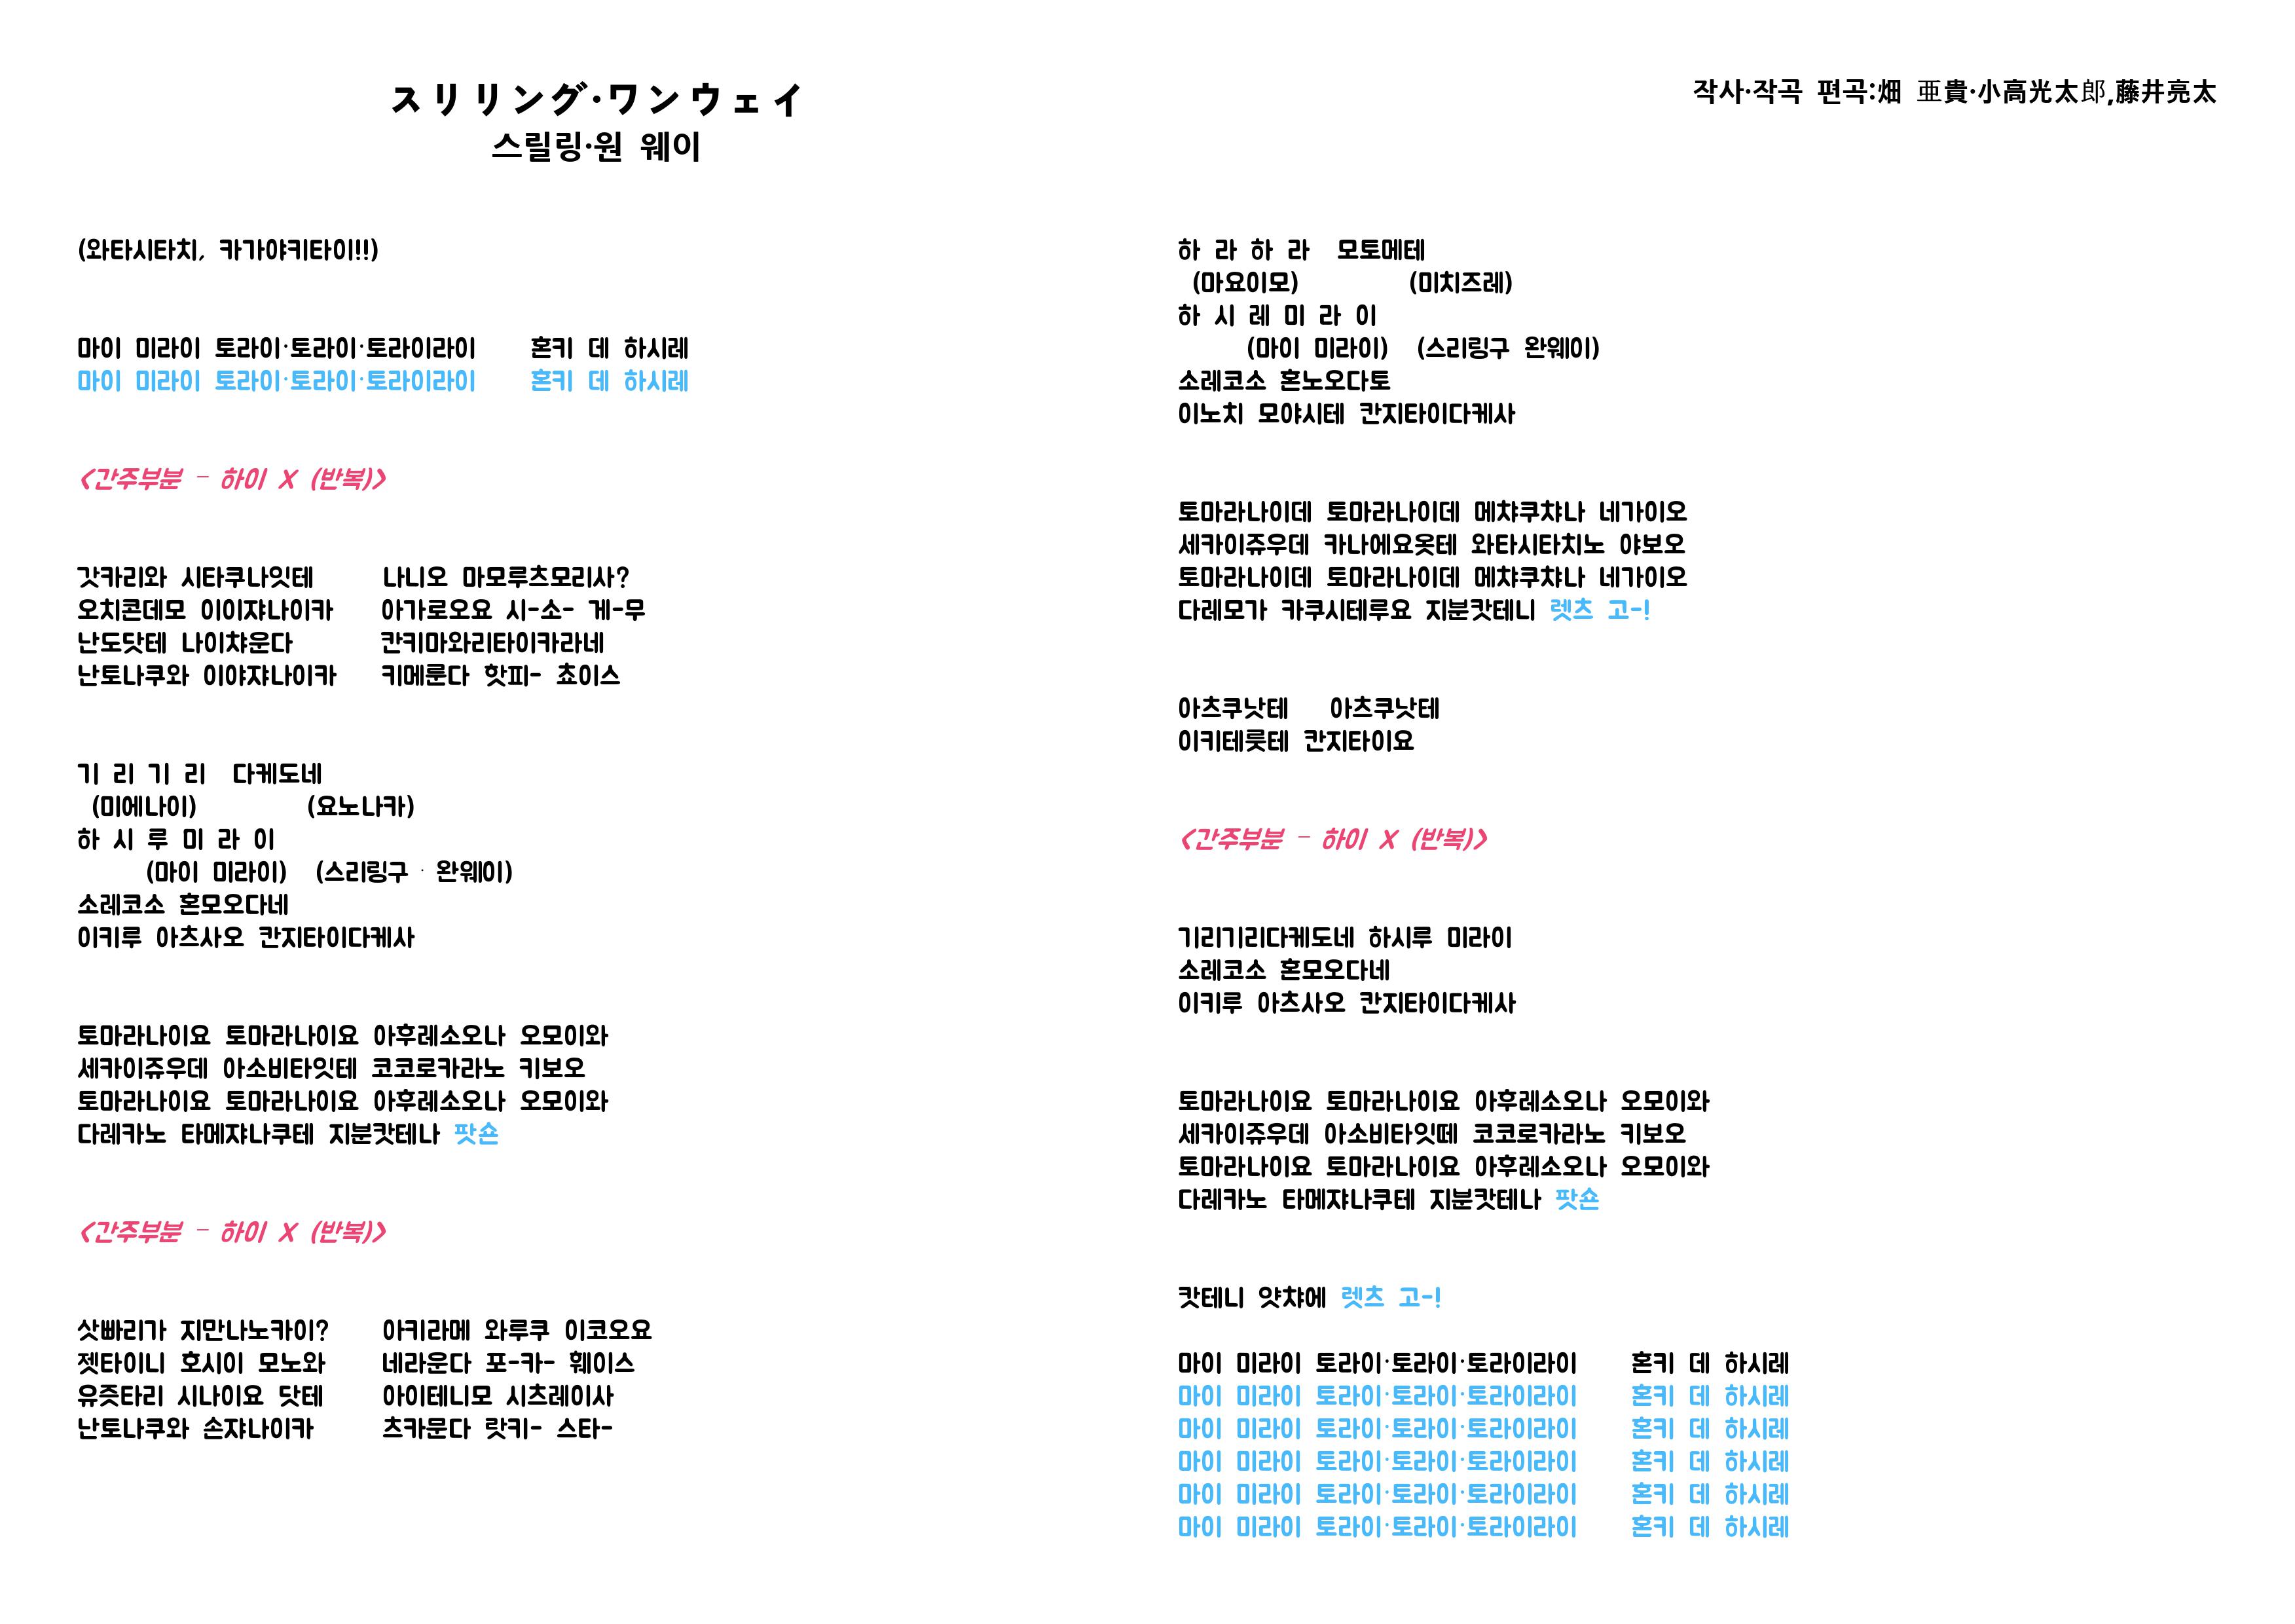 スリリング·ワンウェイ
스릴링·원 웨이
작사·작곡 편곡:畑 亜貴·小高光太郎,藤井亮太
(와타시타치, 카가야키타이!!)
마이 미라이 토라이·토라이·토라이라이 혼키 데 하시레
마이 미라이 토라이·토라이·토라이라이 혼키 데 하시레
<간주부분 - 하이 X (반복)>
갓카리와 시타쿠나잇테 나니오 마모루츠모리사?
오치콘데모 이이쟈나이카 아가로오요 시-소- 게-무
난도닷테 나이챠운다 칸키마와리타이카라네
난토나쿠와 이야쟈나이카 키메룬다 핫피- 쵸이스
기 리 기 리 다케도네
(미에나이) (요노나카)
하 시 루 미 라 이
(마이 미라이) (스리링구 · 완웨이)
소레코소 혼모오다네
이키루 아츠사오 칸지타이다케사
토마라나이요 토마라나이요 아후레소오나 오모이와
세카이쥬우데 아소비타잇테 코코로카라노 키보오
토마라나이요 토마라나이요 아후레소오나 오모이와
다레카노 타메쟈나쿠테 지분캇테나 팟숀
<간주부분 - 하이 X (반복)>
삿빠리가 지만나노카이? 아키라메 와루쿠 이코오요
젯타이니 호시이 모노와 네라운다 포-카- 훼이스
유즛타리 시나이요 닷테 아이테니모 시츠레이사
난토나쿠와 손쟈나이카 츠카문다 랏키- 스타-
하 라 하 라 모토메테
(마요이모) (미치즈레)
하 시 레 미 라 이
(마이 미라이) (스리링구 완웨이)
소레코소 혼노오다토
이노치 모야시테 칸지타이다케사
토마라나이데 토마라나이데 메챠쿠챠나 네가이오
세카이쥬우데 카나에요옷테 와타시타치노 야보오
토마라나이데 토마라나이데 메챠쿠챠나 네가이오
다레모가 카쿠시테루요 지분캇테니 렛츠 고-!
아츠쿠낫테 아츠쿠낫테
이키테룻테 칸지타이요
<간주부분 - 하이 X (반복)>
기리기리다케도네 하시루 미라이
소레코소 혼모오다네
이키루 아츠사오 칸지타이다케사
토마라나이요 토마라나이요 아후레소오나 오모이와
세카이쥬우데 아소비타잇떼 코코로카라노 키보오
토마라나이요 토마라나이요 아후레소오나 오모이와
다레카노 타메쟈나쿠테 지분캇테나 팟숀
캇테니 얏챠에 렛츠 고-!
마이 미라이 토라이·토라이·토라이라이 혼키 데 하시레
마이 미라이 토라이·토라이·토라이라이 혼키 데 하시레
마이 미라이 토라이·토라이·토라이라이 혼키 데 하시레
마이 미라이 토라이·토라이·토라이라이 혼키 데 하시레
마이 미라이 토라이·토라이·토라이라이 혼키 데 하시레
마이 미라이 토라이·토라이·토라이라이 혼키 데 하시레